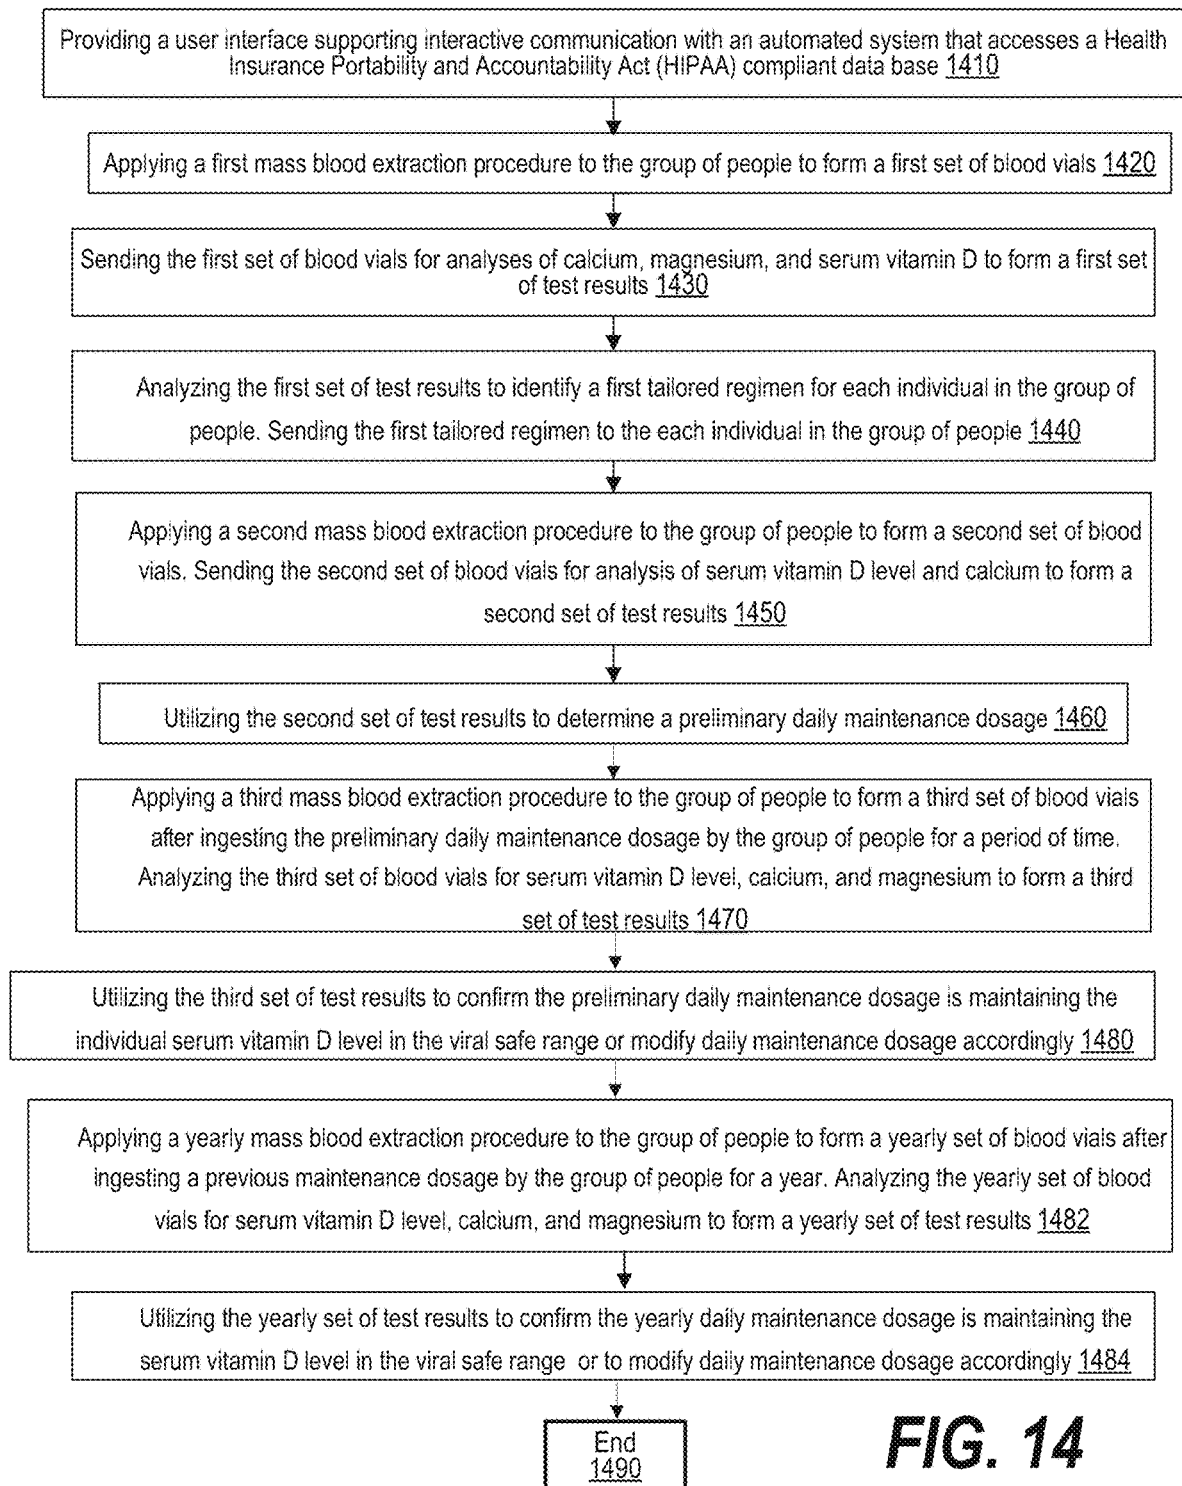 Providing a user interface supporting interactive communication with an automated system that accesses a Health
Insurance Portability and Accountability Act (HIPAA) compliant data base 1410
Applying a first mass blood extraction procedure to the group of people to form a first set of blood vials 1420
Sending the first set of blood vials for analyses of calcium, magnesium, and serum vitamin D to form a first set
of test results 1430
Analyzing the first set of test results to identify a first tailored regimen for each individual in the group of
people. Sending the first tailored regimen to the each individual in the group of people 1440
Applying a second mass blood extraction procedure to the group of people to form a second set of blood
vials. Sending the second set of blood vials for analysis of serum vitamin D level and calcium to form a
second set of test results 1450
Utilizing the second set of test results to determine a preliminary daily maintenance dosage 1460
Applying a third mass blood extraction procedure to the group of people to form a third set of blood vials
after ingesting the preliminary daily maintenance dosage by the group of people for a period of time.
Analyzing the third set of blood vials for serum vitamin D level, calcium, and magnesium to form a third
set of test results 1470
Utilizing the third set of test results to confirm the preliminary daily maintenance dosage is maintaining the
individual serum vitamin D level in the viral safe range or modify daily maintenance dosage accordingly 1480
Applying a yearly mass blood extraction procedure to the group of people to form a yearly set of blood vials after
ingesting a previous maintenance dosage by the group of people for a year. Analyzing the yearly set of blood
vials for serum vitamin D level, calcium, and magnesium to form a yearly set of test results 1482
Utilizing the yearly set of test results to confirm the yearly daily maintenance dosage is maintaining the
serum vitamin D level in the viral safe range or to modify daily maintenance dosage accordingly 1484
End
1490
FIG. 14